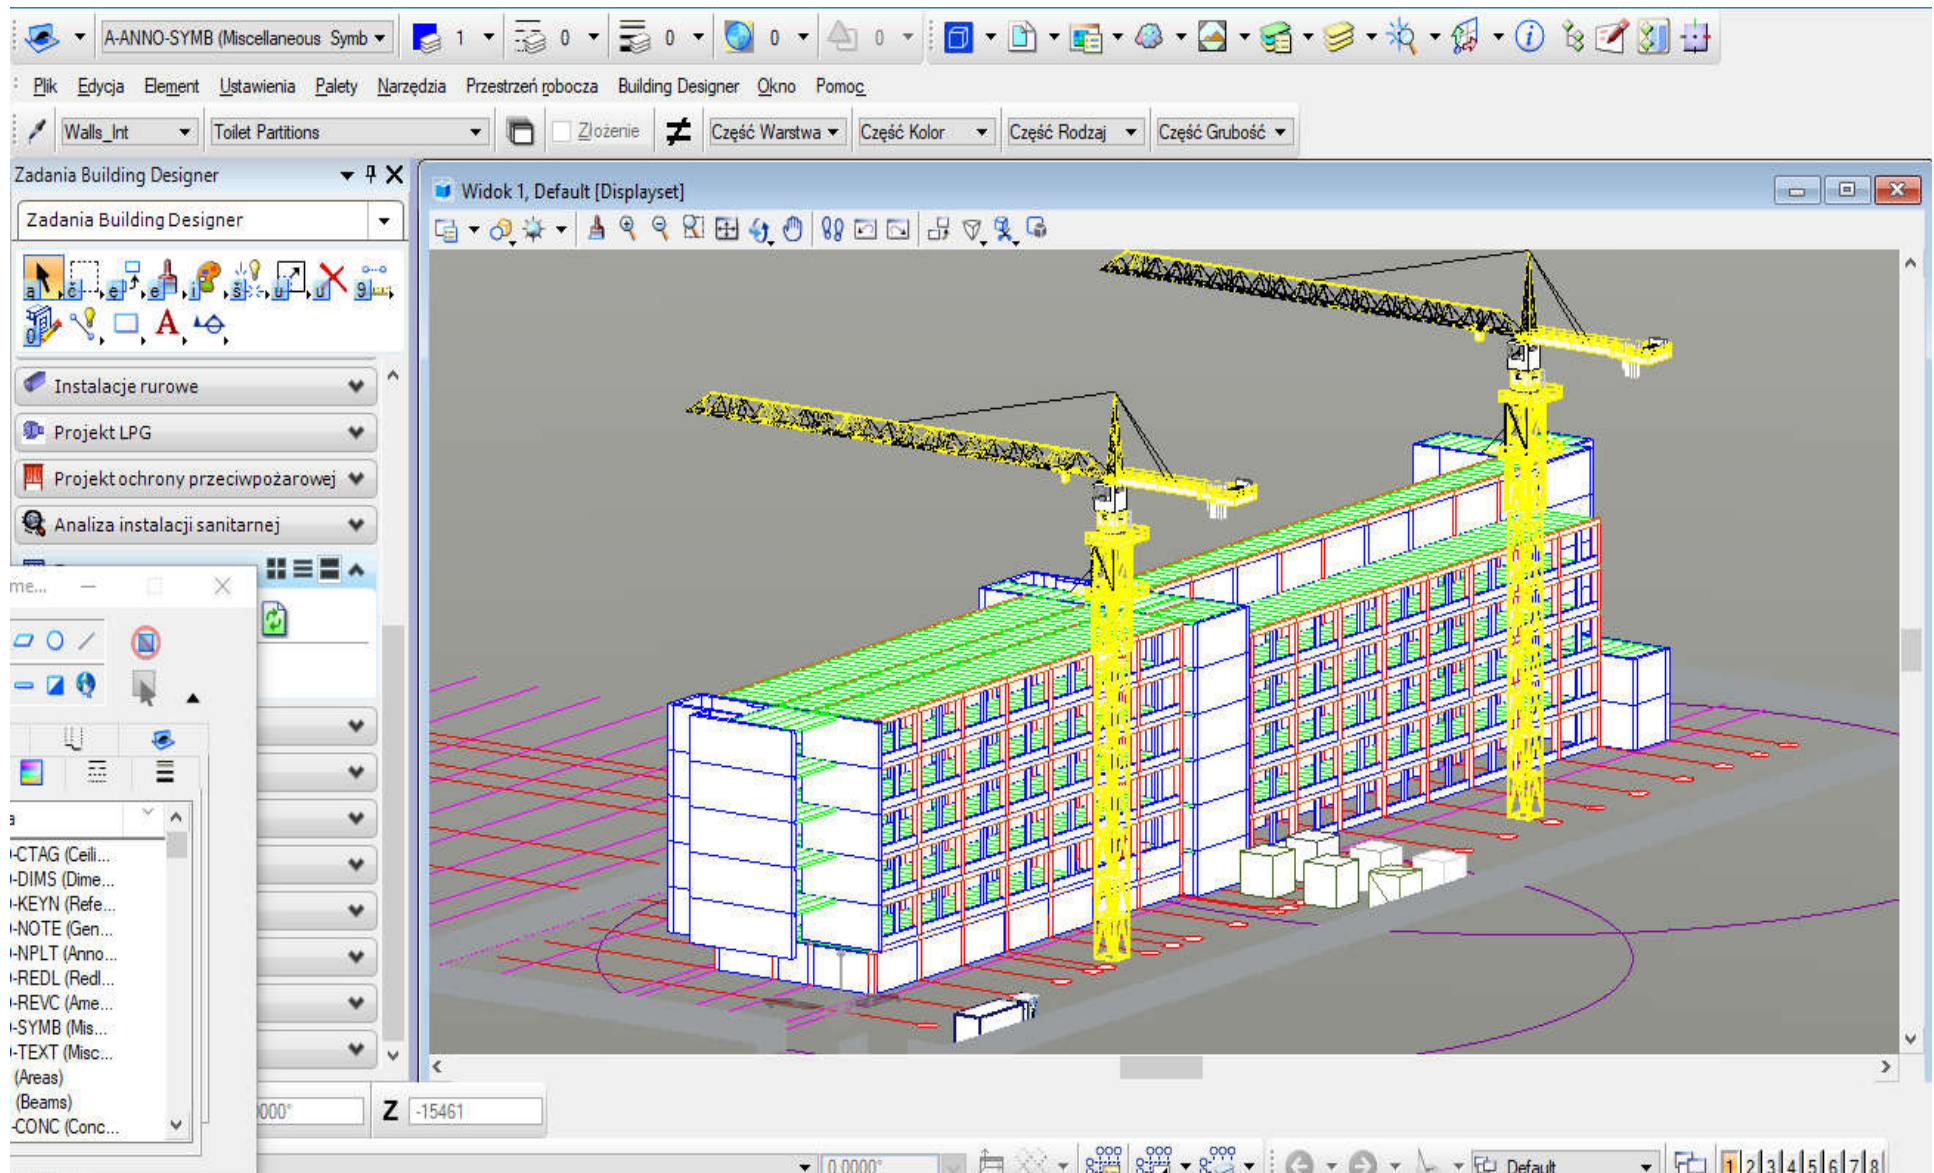 A-ANNO-SYMB (Miscellaneous Symb 1 0 0 0 0
Plik Edycja Element Ustawienia Palety Narzędzia Przestrzeń robocza Building Designer Okno Pomoc
Walls_Int Toilet Partitions Złożenie Część Warstwa Część Kolor Część Rodzaj Część Grubość
Zadania Building Designer
Widok 1, Default [Displayset]
Zadania Building Designer
Instalacje rurowe
Projekt LPG
Projekt ochrony przeciwpożarowej
Analiza instalacji sanitarnej
me...
a
-CTAG (Ceili...
-DIMS (Dime...
-KEYN (Refe...
-NOTE (Gen...
-NPLT (Anno...
-REDL (Redl...
-REVC (Ame...
-SYMB (Mis...
-TEXT (Misc...
(Areas)
(Beams)
-CONC (Conc...
0000° Z -15461
0.0000° Default 1 2 3 4 5 6 7 8